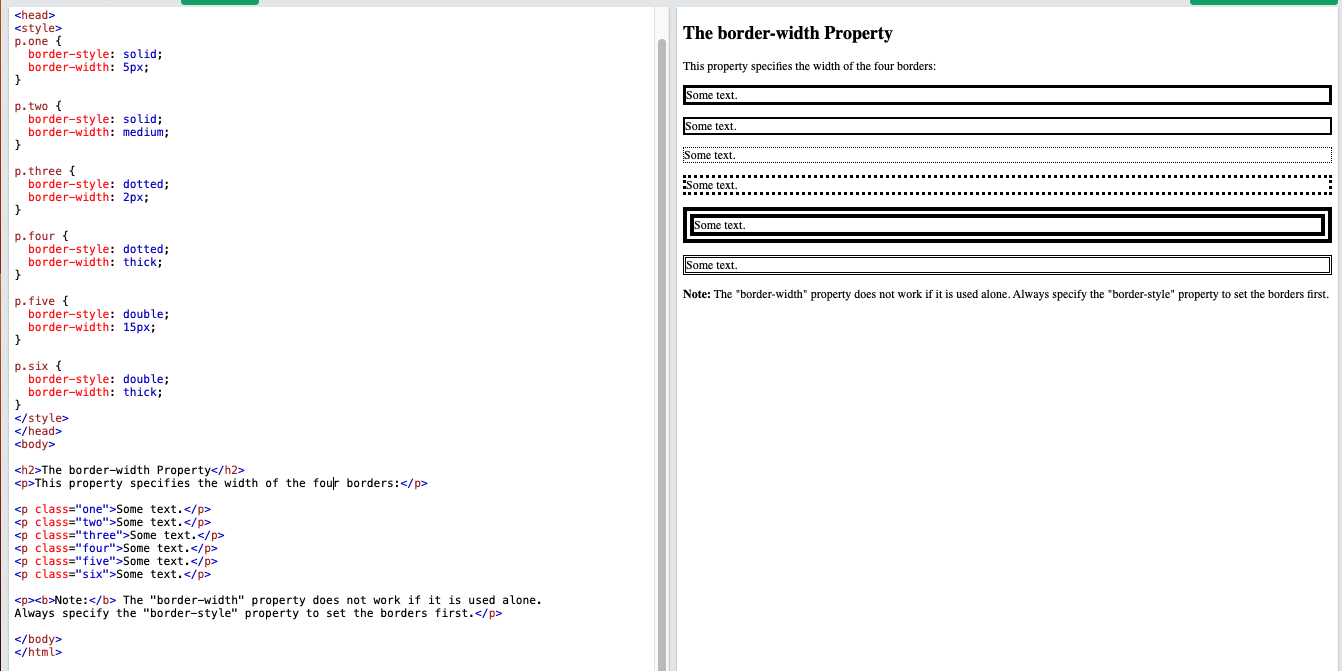 <head>
<style>
p.one {
  border-style: solid;
  border-width: 5px;
}

p.two {
  border-style: solid;
  border-width: medium;
}

p.three {
  border-style: dotted;
  border-width: 2px;
}

p.four {
  border-style: dotted;
  border-width: thick;
}

p.five {
  border-style: double;
  border-width: 15px;
}

p.six {
  border-style: double;
  border-width: thick;
}
</style>
</head>
<body>

<h2>The border-width Property</h2>
<p>This property specifies the width of the four borders:</p>

<p class="one">Some text.</p>
<p class="two">Some text.</p>
<p class="three">Some text.</p>
<p class="four">Some text.</p>
<p class="five">Some text.</p>
<p class="six">Some text.</p>

<p><b>Note:</b> The "border-width" property does not work if it is used alone.
Always specify the "border-style" property to set the borders first.</p>

</body>
</html>
The border-width Property
This property specifies the width of the four borders:
Some text.
Some text.
Some text.
Some text.
Some text.
Some text.
Note: The "border-width" property does not work if it is used alone. Always specify the "border-style" property to set the borders first.